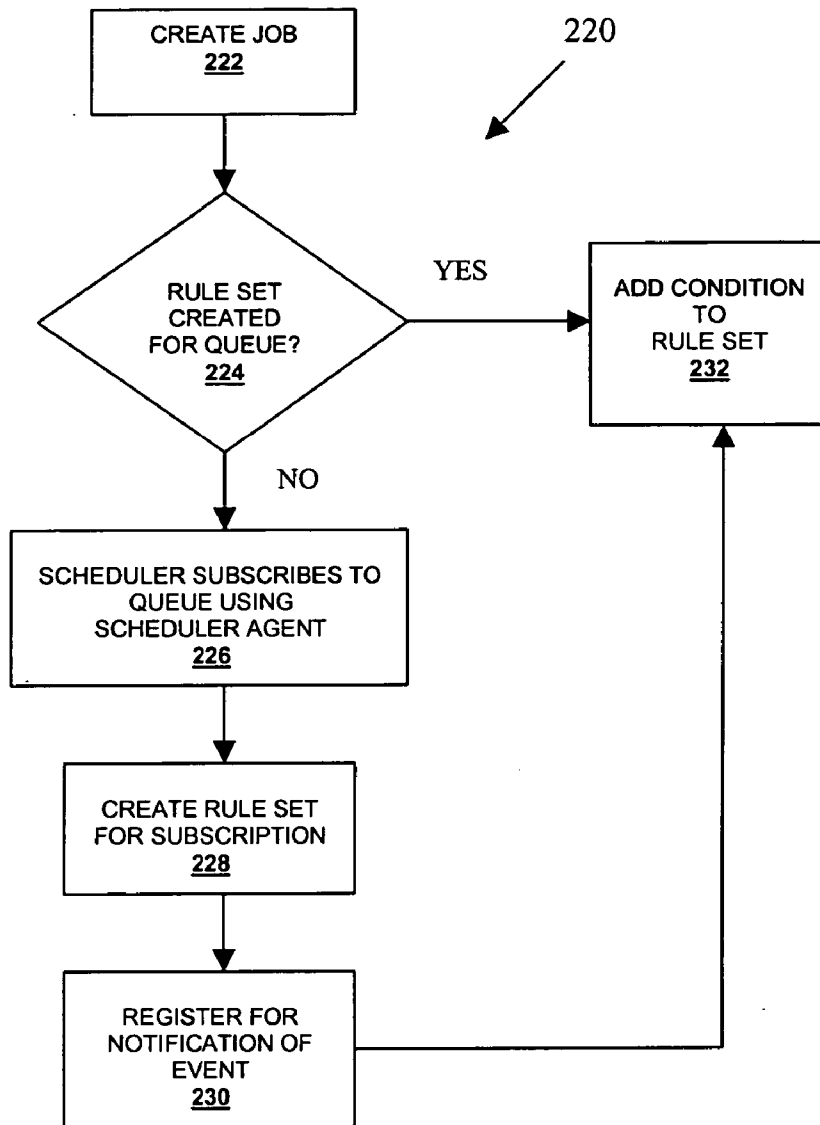 CREATE JOB
222
220
RULE SET
CREATED
FOR QUEUE?
224
YES
ADD CONDITION
TO
RULE SET
232
NO
SCHEDULER SUBSCRIBES TO
QUEUE USING
SCHEDULER AGENT
226
CREATE RULE SET
FOR SUBSCRIPTION
228
REGISTER FOR
NOTIFICATION OF
EVENT
230